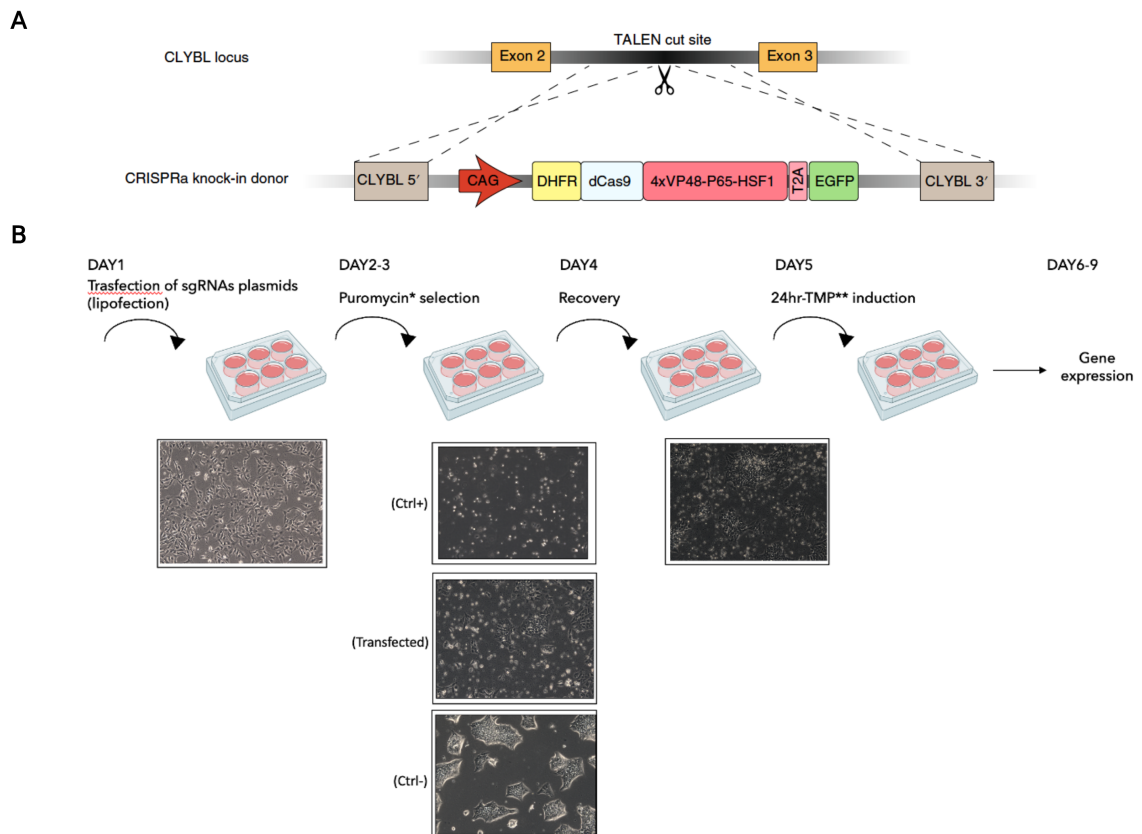 A
TALEN cut site
CLYBL locus
Exon 2
Exon 3
CRISPRa knock-in donor
CLYBL 5′
CAG
DHFR
dCas9
4xVP48-P65-HSF1
T2A
EGFP
CLYBL 3′
B
DAY1
Trasfection of sgRNAs plasmids
(lipofection)
DAY2-3
Puromycin* selection
DAY4
Recovery
DAY5
24hr-TMP** induction
DAY6-9
Gene
expression
(Ctrl+)
(Transfected)
(Ctrl-)